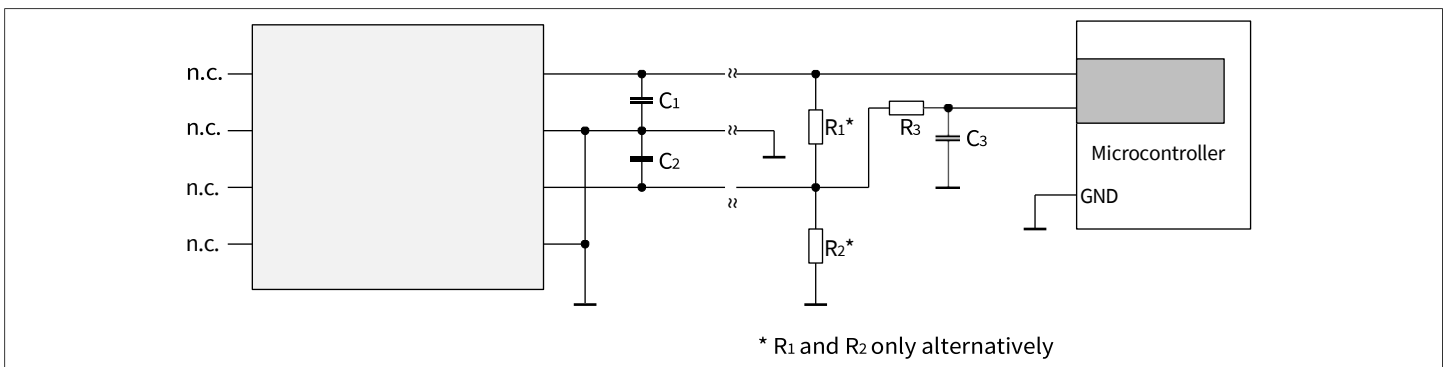 n.c.
C1
n.c.
R1*
R3
C3
C2
Microcontroller
n.c.
GND
n.c.
R2*
* R1 and R2 only alternatively